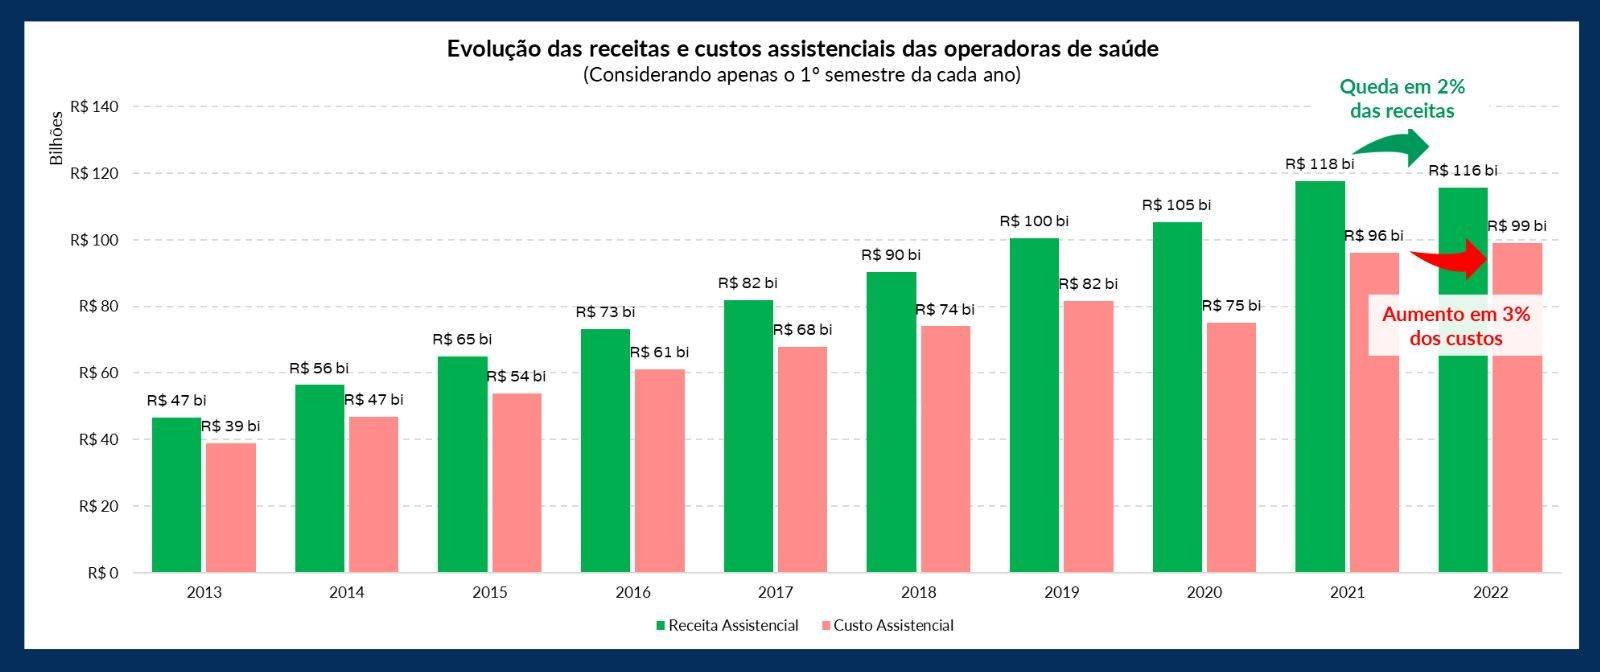 Evolução das receitas e custos assistenciais das operadoras de saúde
(Considerando apenas o 1º semestre da cada ano)
Queda em 2%
das receitas
Bilhões
R$ 140
R$ 120
R$ 100
R$ 80
R$ 60
R$ 40
R$ 20
R$ 0
R$ 47 bi
R$ 39 bi
R$ 56 bi
R$ 47 bi
R$ 65 bi
R$ 54 bi
R$ 73 bi
R$ 61 bi
R$ 82 bi
R$ 68 bi
R$ 90 bi
R$ 74 bi
R$ 100 bi
R$ 82 bi
R$ 105 bi
R$ 75 bi
R$ 118 bi
R$ 96 bi
R$ 116 bi
R$ 99 bi
Aumento em 3%
dos custos
2013 2014 2015 2016 2017 2018 2019 2020 2021 2022
Receita Assistencial Custo Assistencial